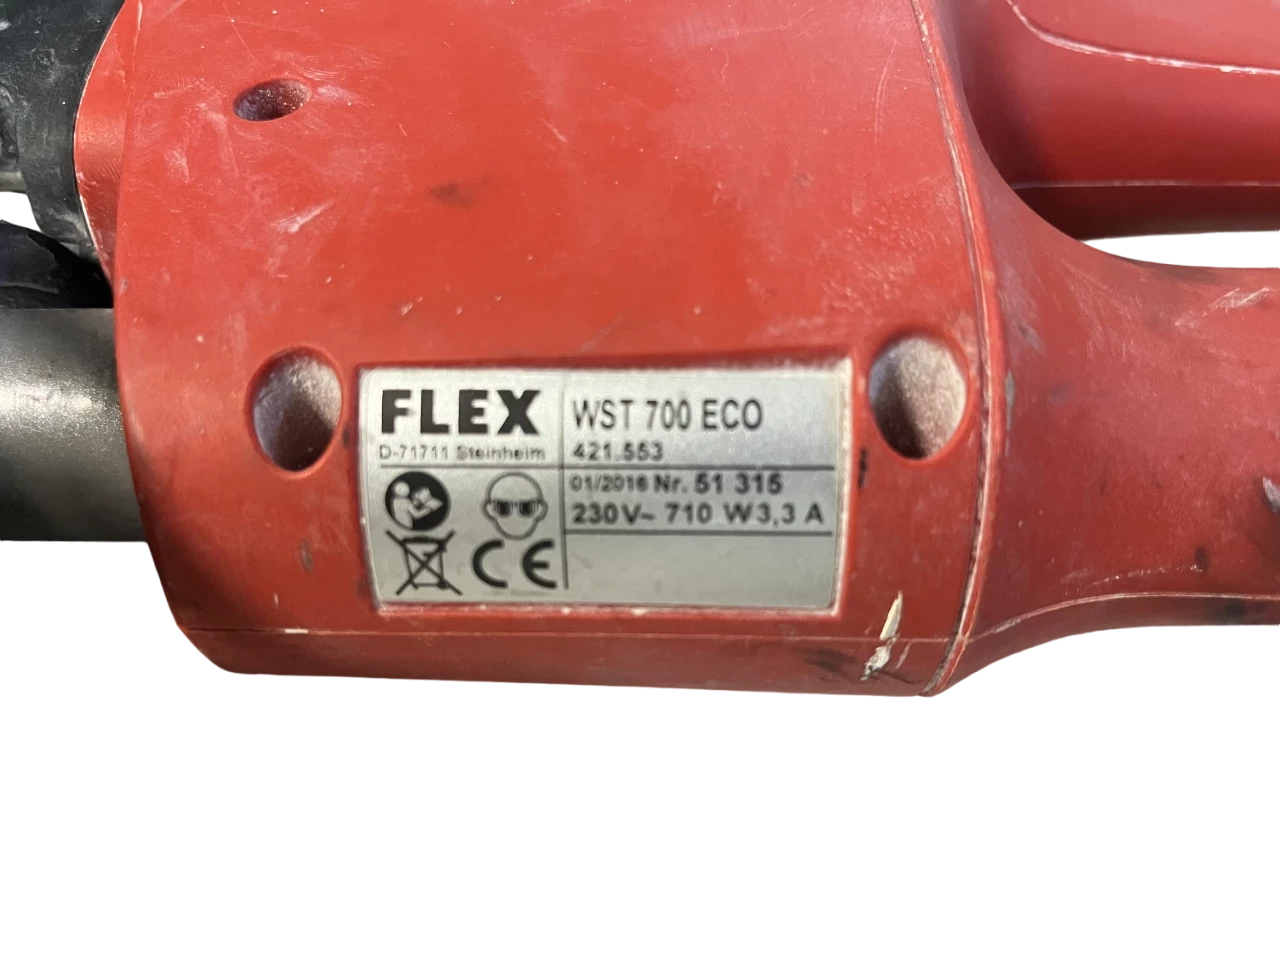 FLEX
D-71711 Steinheim
WST 700 ECO
421.553
01/2016 Nr. 51 315
230V~ 710 W3,3 A
CE